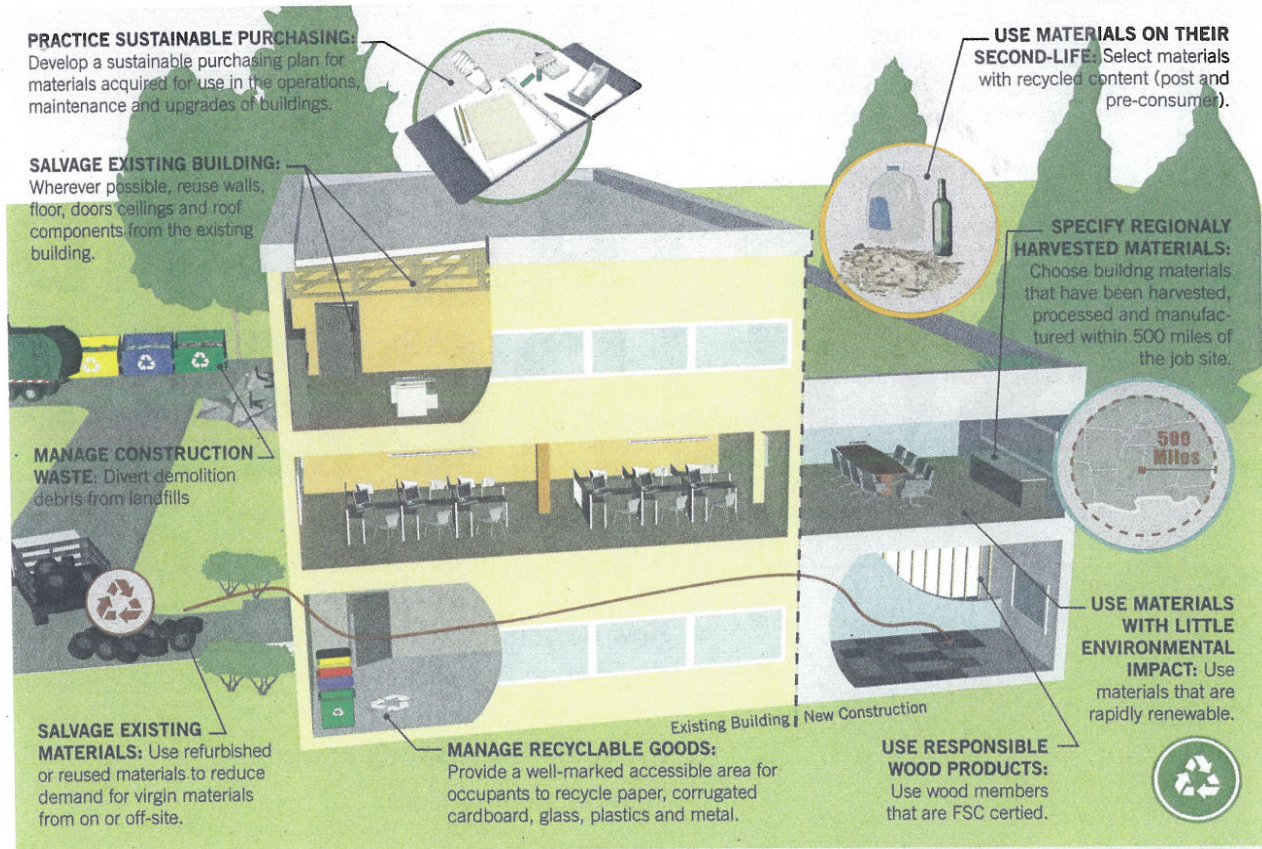 PRACTICE SUSTAINABLE PURCHASING:
Develop a sustainable purchasing plan for
materials acquired for use in the operations,
maintenance and upgrades of buildings.
USE MATERIALS ON THEIR
SECOND-LIFE: Select materials
with recycled content (post and
pre-consumer).
SALVAGE EXISTING BUILDING:
Wherever possible, reuse walls,
floor, doors ceilings and roof
components from the existing
building.
SPECIFY REGIONALY
HARVESTED MATERIALS:
Choose buildng materials
that have been harvested,
processed and manufac-
tured within 500 miles of
the job site.
500
Miles
MANAGE CONSTRUCTION
WASTE: Divert demolition
debris from landfills
USE MATERIALS
WITH LITTLE
ENVIRONMENTAL
IMPACT: Use
materials that are
rapidly renewable.
Existing Building New Construction
SALVAGE EXISTING
MATERIALS: Use refurbished
or reused materials to reduce
demand for virgin materials
from on or off-site.
MANAGE RECYCLABLE GOODS:
Provide a well-marked accessible area for
occupants to recycle paper, corrugated
cardboard, glass, plastics and metal.
USE RESPONSIBLE
WOOD PRODUCTS:
Use wood members
that are FSC certied.